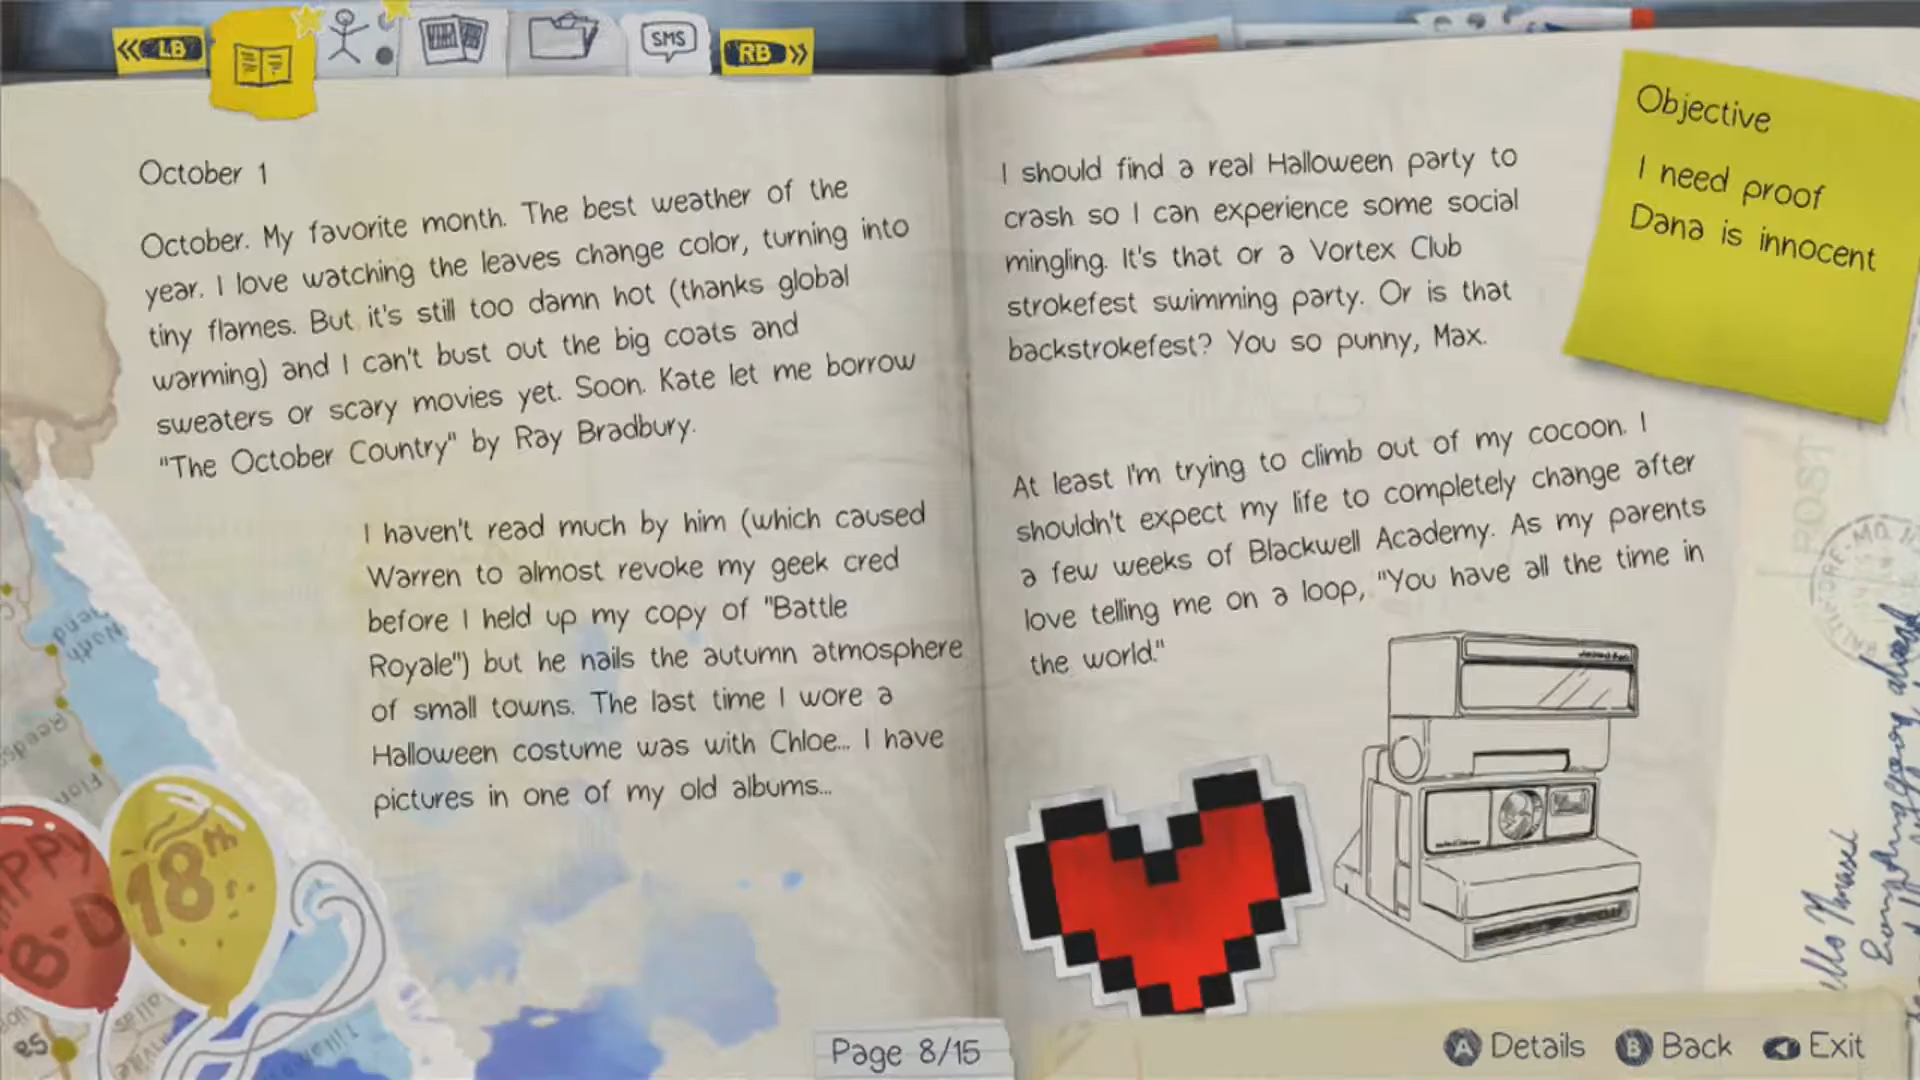 LB
SMS
RB
October 1
October. My favorite month. The best weather of the
year. I love watching the leaves change color, turning into
tiny flames. But it's still too damn hot (thanks global
warming) and I can't bust out the big coats and
sweaters or scary movies yet. Soon. Kate let me borrow
"The October Country" by Ray Bradbury.
I haven't read much by him (which caused
Warren to almost revoke my geek cred
before I held up my copy of "Battle
Royale") but he nails the autumn atmosphere
of small towns. The last time I wore a
Halloween costume was with Chloe... I have
pictures in one of my old albums...
I should find a real Halloween party to
crash so I can experience some social
mingling. It's that or a Vortex Club
strokefest swimming party. Or is that
backstrokefest? You so punny, Max.
At least I'm trying to climb out of my cocoon. I
shouldn't expect my life to completely change after
a few weeks of Blackwell Academy. As my parents
love telling me on a loop, "You have all the time in
the world."
Objective
I need proof
Dana is innocent
POST
B-D
18th
North
Bend
Page 8/15
A Details
B Back
Exit